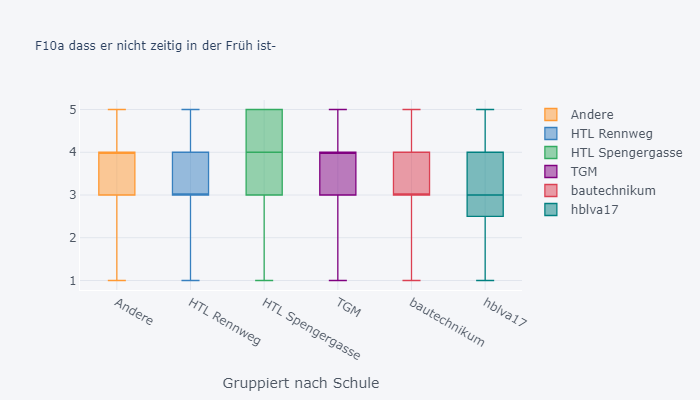 F10a dass er nicht zeitig in der Früh ist-
5
4
3
2
1
Andere
HTL Rennweg
HTL Spengergasse
TGM
bautechnikum
hblva17
Gruppiert nach Schule
Andere
HTL Rennweg
HTL Spengergasse
TGM
bautechnikum
hblva17